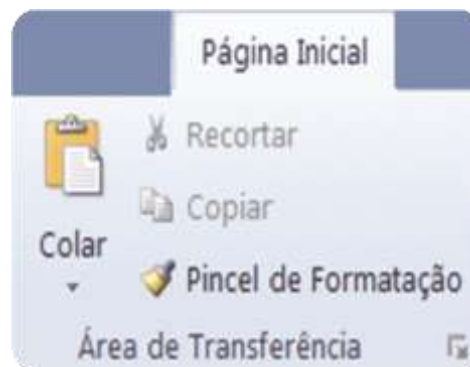 Página Inicial
Recortar
Copiar
Colar
Pincel de Formatação
Área de Transferência